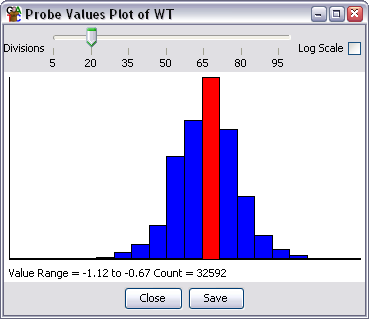 Probe Values Plot of WT
Divisions
Log Scale
5 20 35 50 65 80 95
Value Range = -1.12 to -0.67 Count = 32592
Close Save